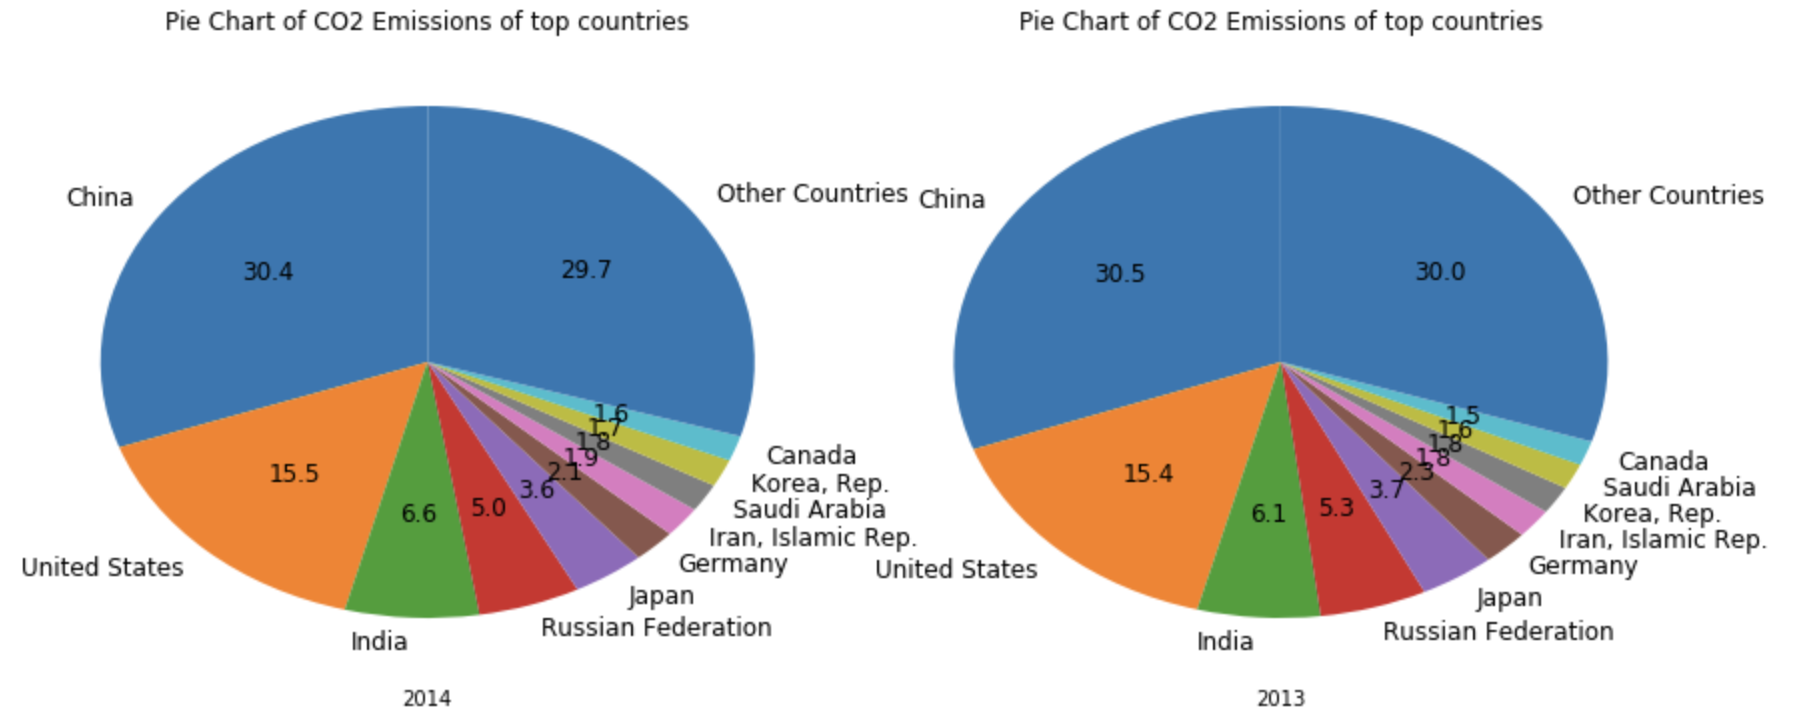 Pie Chart of CO2 Emissions of top countries
China
Other Countries
30.4
29.7
1.6
1.7
1.8
1.9
2.1
3.6
5.0
6.6
15.5
Canada
Korea, Rep.
Saudi Arabia
Iran, Islamic Rep.
Germany
Japan
Russian Federation
India
United States
2014
Pie Chart of CO2 Emissions of top countries
China
Other Countries
30.5
30.0
1.5
1.6
1.8
1.8
2.3
3.7
5.3
6.1
15.4
Canada
Saudi Arabia
Korea, Rep.
Iran, Islamic Rep.
Germany
Japan
Russian Federation
India
United States
2013